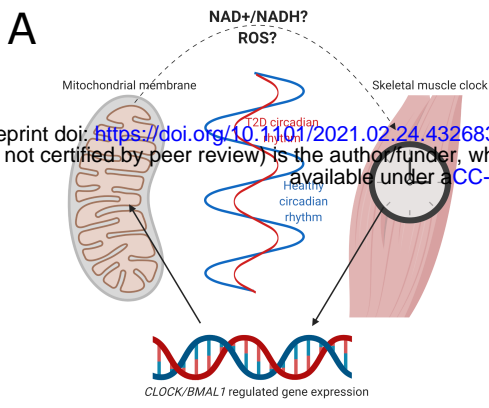 A
NAD+/NADH?
ROS?
Mitochondrial membrane
Skeletal muscle clock
eprint doi: https://doi.org/10.1101/2021.02.24.432683
not certified by peer review) is the author/funder, wh
available under aCC-
T2D circadian
rhythm
Healthy
circadian
rhythm
CLOCK/BMAL1 regulated gene expression